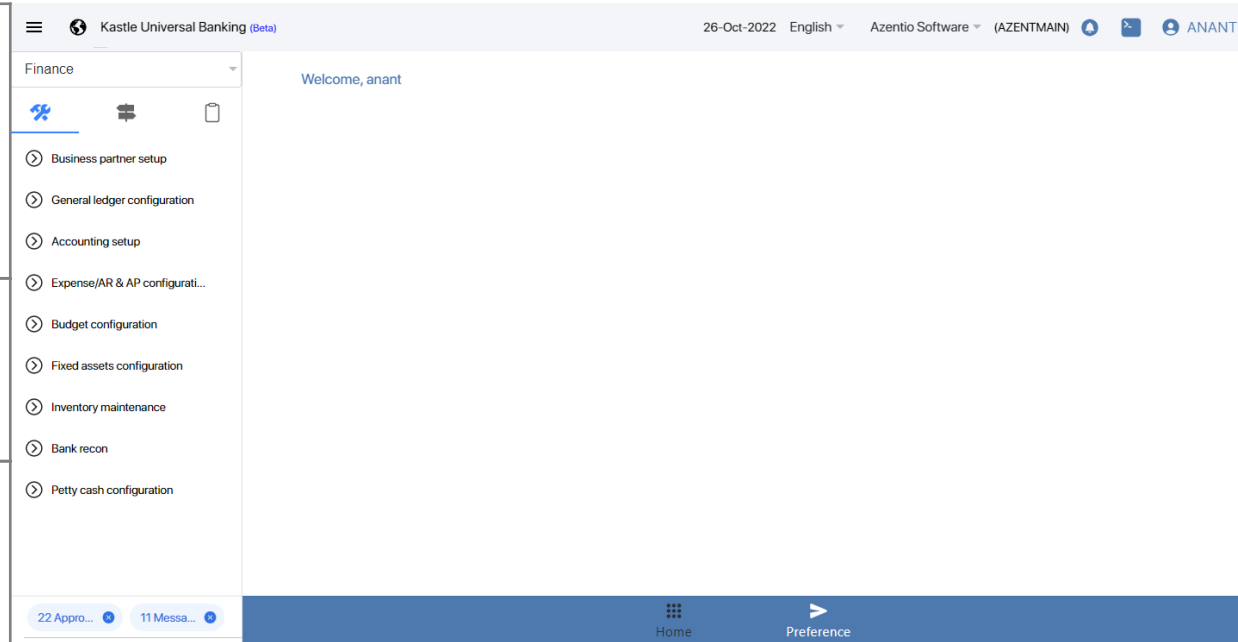 Kastle Universal Banking (Beta)
26-Oct-2022 English Azentio Software (AZENTMAIN) ANANT
Finance
Welcome, anant
Business partner setup
General ledger configuration
Accounting setup
Expense/AR & AP configurati...
Budget configuration
Fixed assets configuration
Inventory maintenance
Bank recon
Petty cash configuration
22 Appro... 11 Messa...
Home Preference